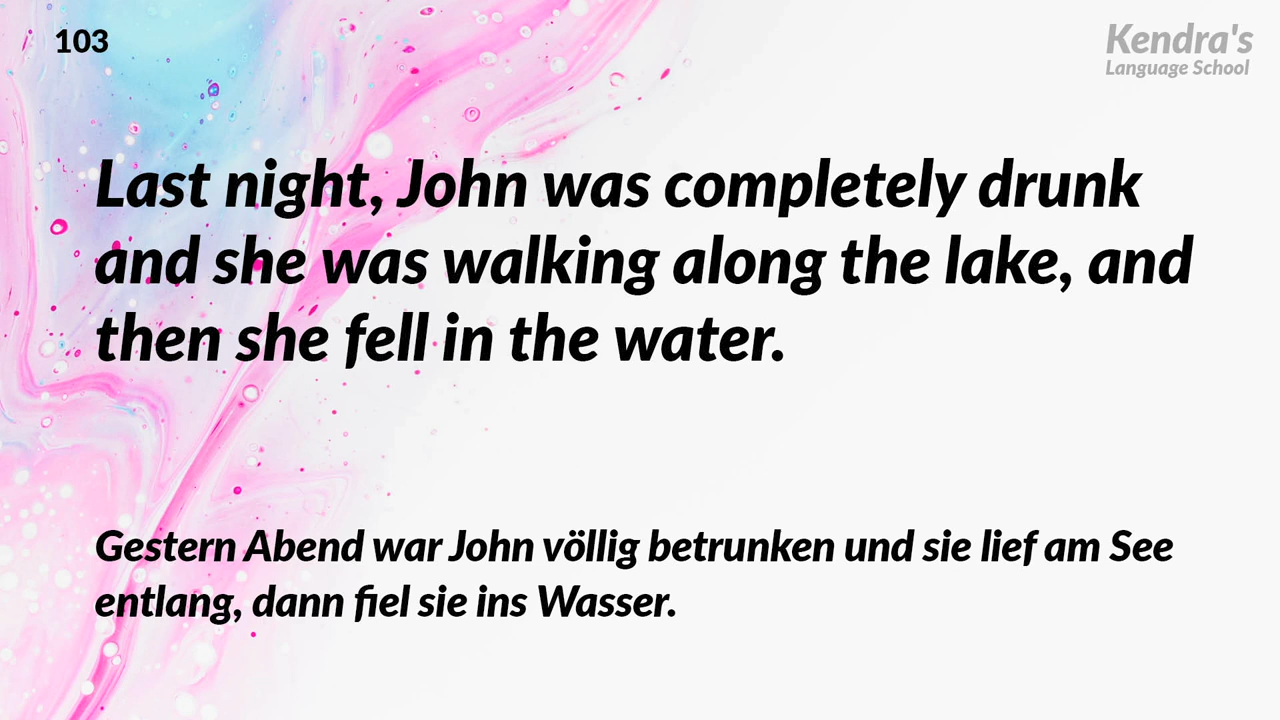 103
Kendra's
Language School
Last night, John was completely drunk
and she was walking along the lake, and
then she fell in the water.
Gestern Abend war John völlig betrunken und sie lief am See
entlang, dann fiel sie ins Wasser.